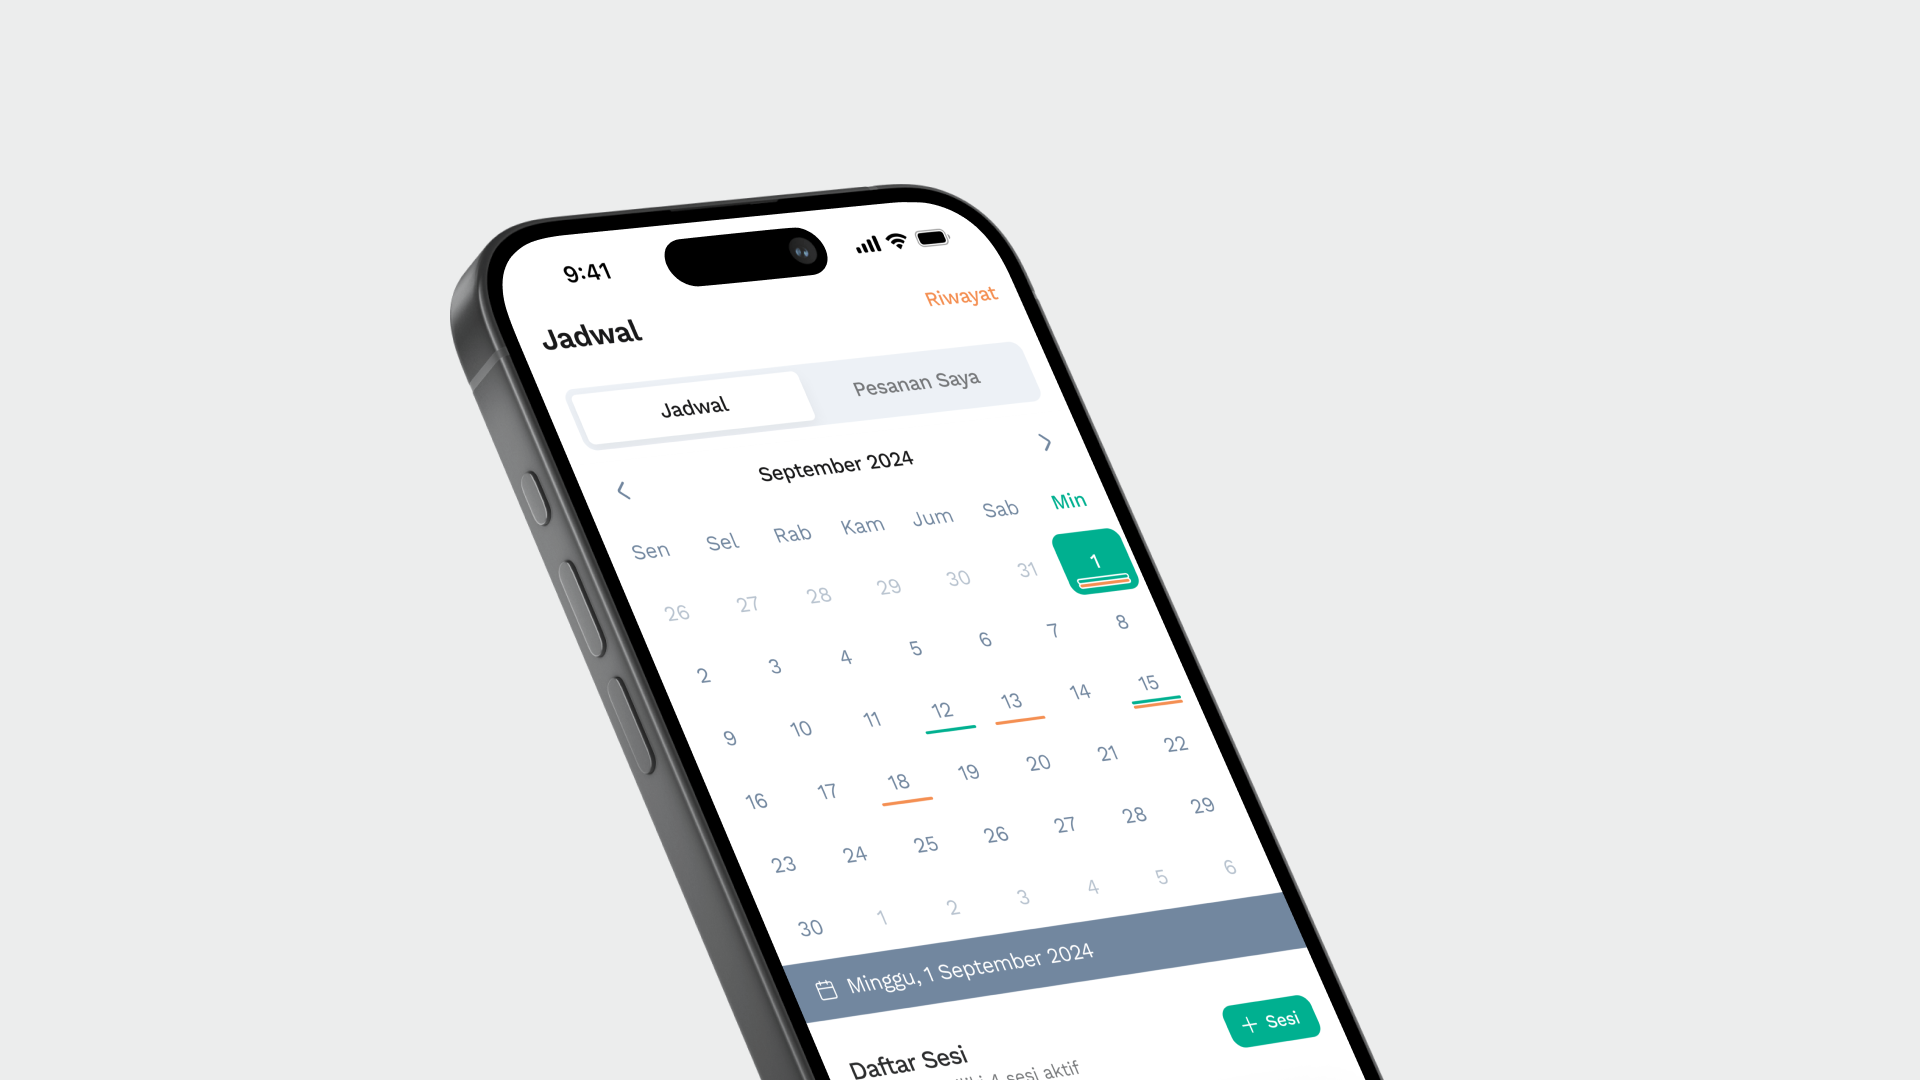 9:41
Jadwal
Riwayat
Jadwal Pesanan Saya
September 2024
Sen Sel Rab Kam Jum Sab Min
26 27 28 29 30 31 1
2 3 4 5 6 7 8
9 10 11 12 13 14 15
16 17 18 19 20 21 22
23 24 25 26 27 28 29
30 1 2 3 4 5 6
Minggu, 1 September 2024
Daftar Sesi
+ Sesi
4 sesi aktif